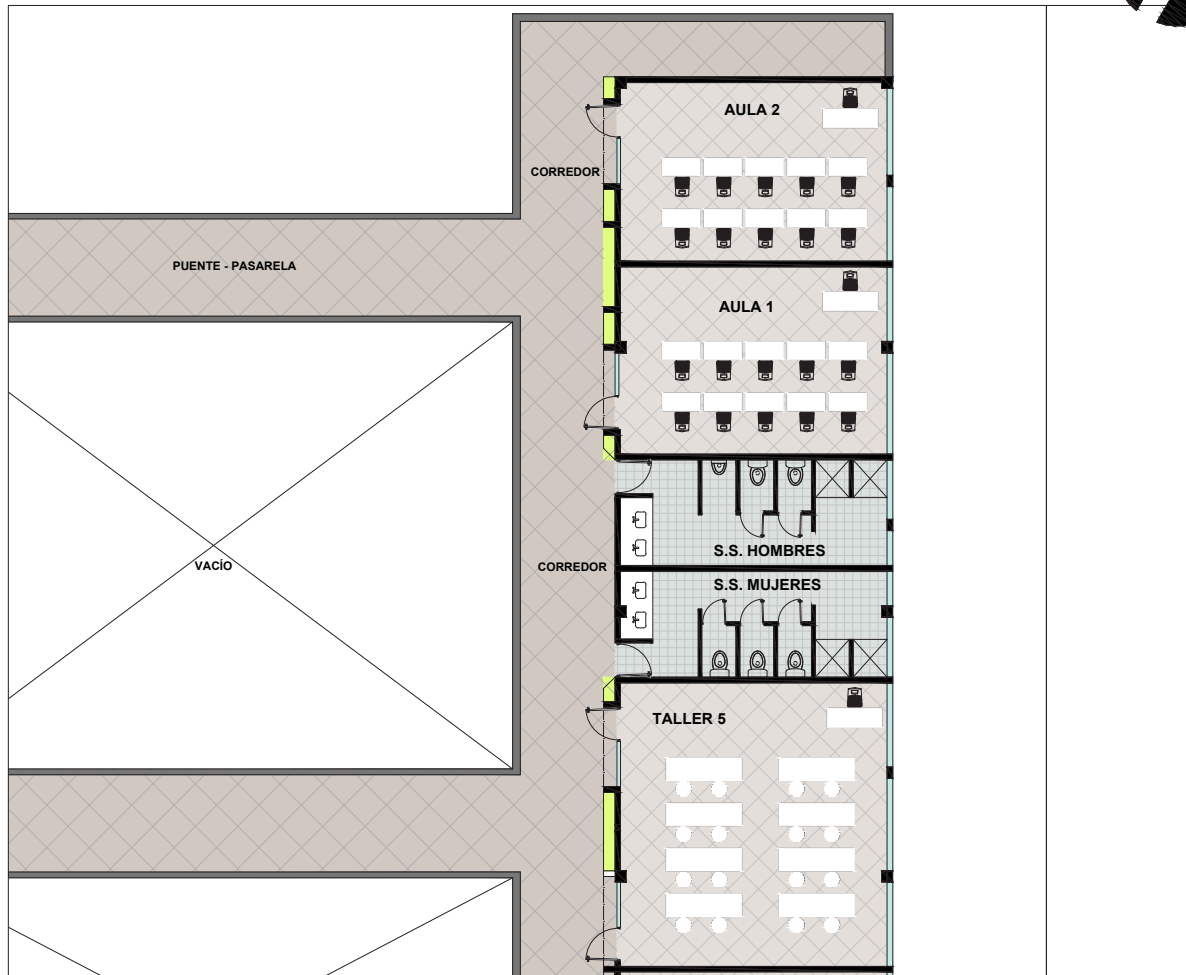 AULA 2
CORREDOR
PUENTE - PASARELA
AULA 1
S.S. HOMBRES
VACÍO
CORREDOR
S.S. MUJERES
TALLER 5